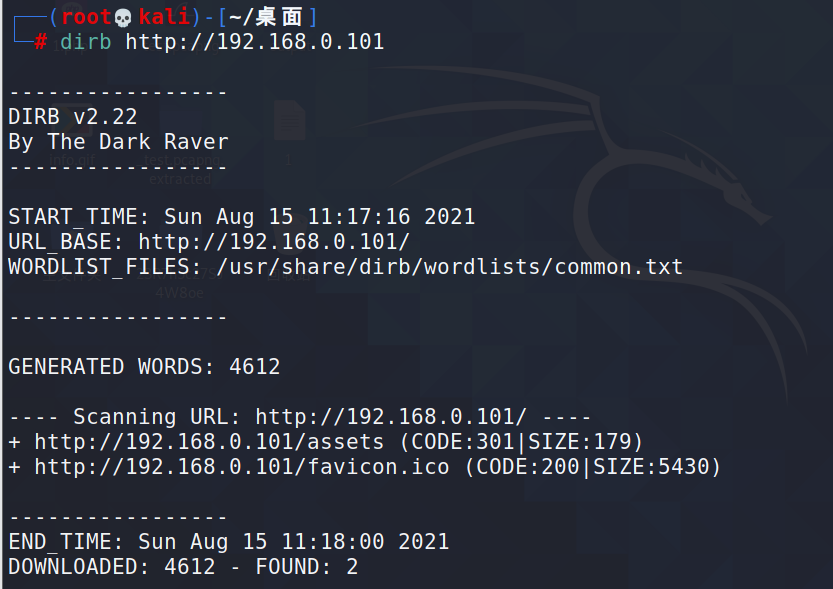 ┌──(root💀kali)-[~/桌面]
└─# dirb http://192.168.0.101
-----------------
DIRB v2.22
By The Dark Raver
-----------------
START_TIME: Sun Aug 15 11:17:16 2021
URL_BASE: http://192.168.0.101/
WORDLIST_FILES: /usr/share/dirb/wordlists/common.txt
-----------------
GENERATED WORDS: 4612
---- Scanning URL: http://192.168.0.101/ ----
+ http://192.168.0.101/assets (CODE:301|SIZE:179)
+ http://192.168.0.101/favicon.ico (CODE:200|SIZE:5430)
-----------------
END_TIME: Sun Aug 15 11:18:00 2021
DOWNLOADED: 4612 - FOUND: 2